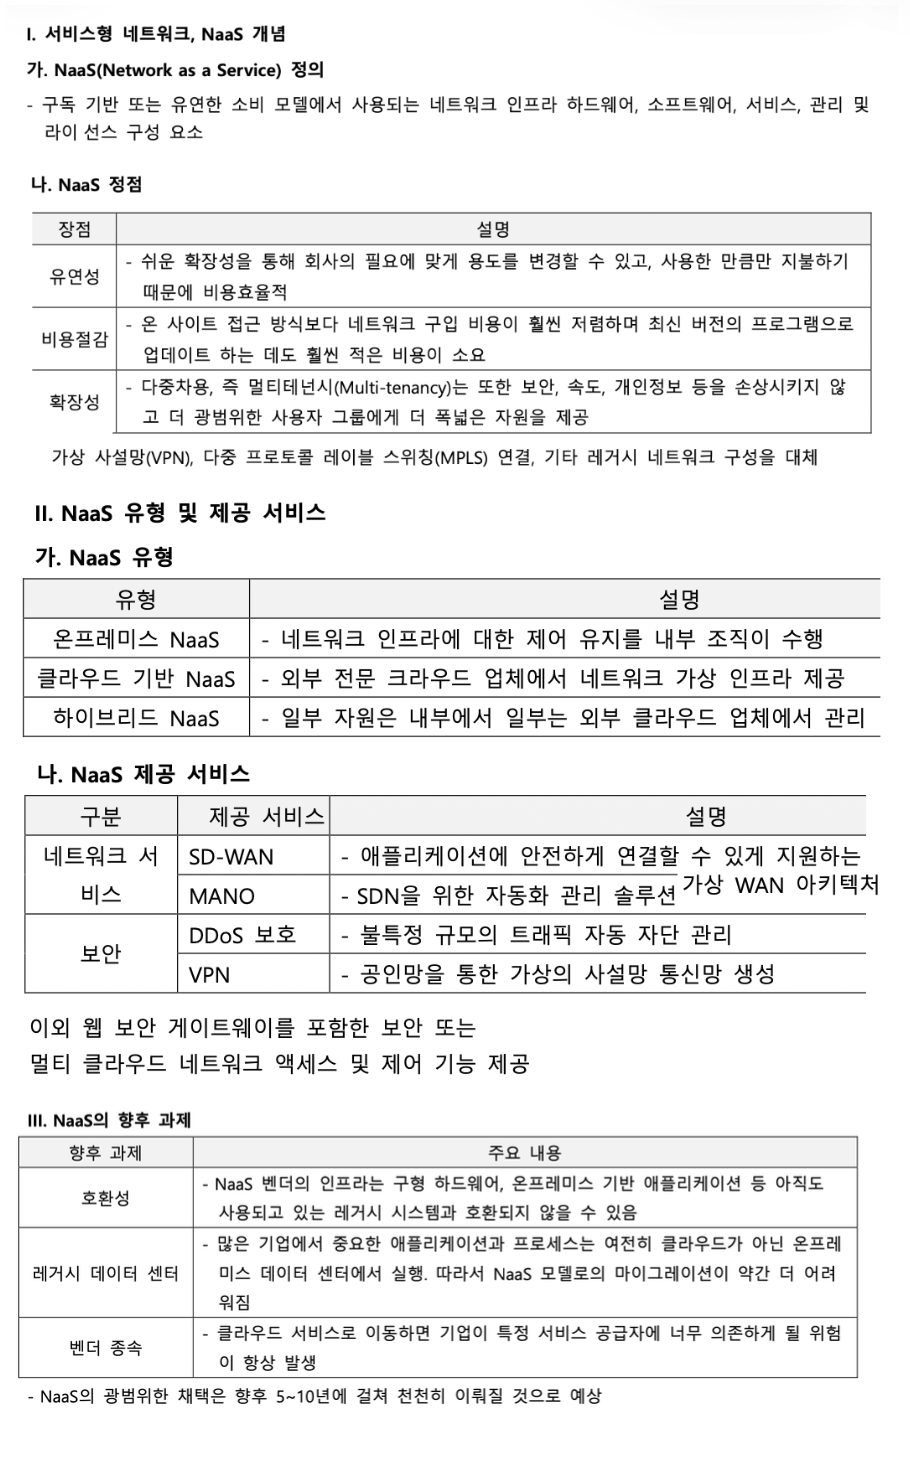 I. 서비스형 네트워크, NaaS 개념
가. NaaS(Network as a Service) 정의
- 구독 기반 또는 유연한 소비 모델에서 사용되는 네트워크 인프라 하드웨어, 소프트웨어, 서비스, 관리 및
라이 선스 구성 요소
나. NaaS 정점
장점 설명
유연성
- 쉬운 확장성을 통해 회사의 필요에 맞게 용도를 변경할 수 있고, 사용한 만큼만 지불하기
때문에 비용효율적
비용절감
- 온 사이트 접근 방식보다 네트워크 구입 비용이 훨씬 저렴하며 최신 버전의 프로그램으로
업데이트 하는 데도 훨씬 적은 비용이 소요
확장성
- 다중차용, 즉 멀티테넌시(Multi-tenancy)는 또한 보안, 속도, 개인정보 등을 손상시키지 않
고 더 광범위한 사용자 그룹에게 더 폭넓은 자원을 제공
가상 사설망(VPN), 다중 프로토콜 레이블 스위칭(MPLS) 연결, 기타 레거시 네트워크 구성을 대체
II. NaaS 유형 및 제공 서비스
가. NaaS 유형
유형 설명
온프레미스 NaaS - 네트워크 인프라에 대한 제어 유지를 내부 조직이 수행
클라우드 기반 NaaS - 외부 전문 크라우드 업체에서 네트워크 가상 인프라 제공
하이브리드 NaaS - 일부 자원은 내부에서 일부는 외부 클라우드 업체에서 관리
나. NaaS 제공 서비스
구분 제공 서비스 설명
네트워크 서
비스
SD-WAN - 애플리케이션에 안전하게 연결할 수 있게 지원하는
가상 WAN 아키텍처
MANO - SDN을 위한 자동화 관리 솔루션
보안
DDoS 보호 - 불특정 규모의 트래픽 자동 자단 관리
VPN - 공인망을 통한 가상의 사설망 통신망 생성
이외 웹 보안 게이트웨이를 포함한 보안 또는
멀티 클라우드 네트워크 액세스 및 제어 기능 제공
III. NaaS의 향후 과제
향후 과제 주요 내용
호환성
- NaaS 벤더의 인프라는 구형 하드웨어, 온프레미스 기반 애플리케이션 등 아직도
사용되고 있는 레거시 시스템과 호환되지 않을 수 있음
레거시 데이터 센터
- 많은 기업에서 중요한 애플리케이션과 프로세스는 여전히 클라우드가 아닌 온프레
미스 데이터 센터에서 실행. 따라서 NaaS 모델로의 마이그레이션이 약간 더 어려
워짐
벤더 종속
- 클라우드 서비스로 이동하면 기업이 특정 서비스 공급자에 너무 의존하게 될 위험
이 항상 발생
- NaaS의 광범위한 채택은 향후 5~10년에 걸쳐 천천히 이뤄질 것으로 예상